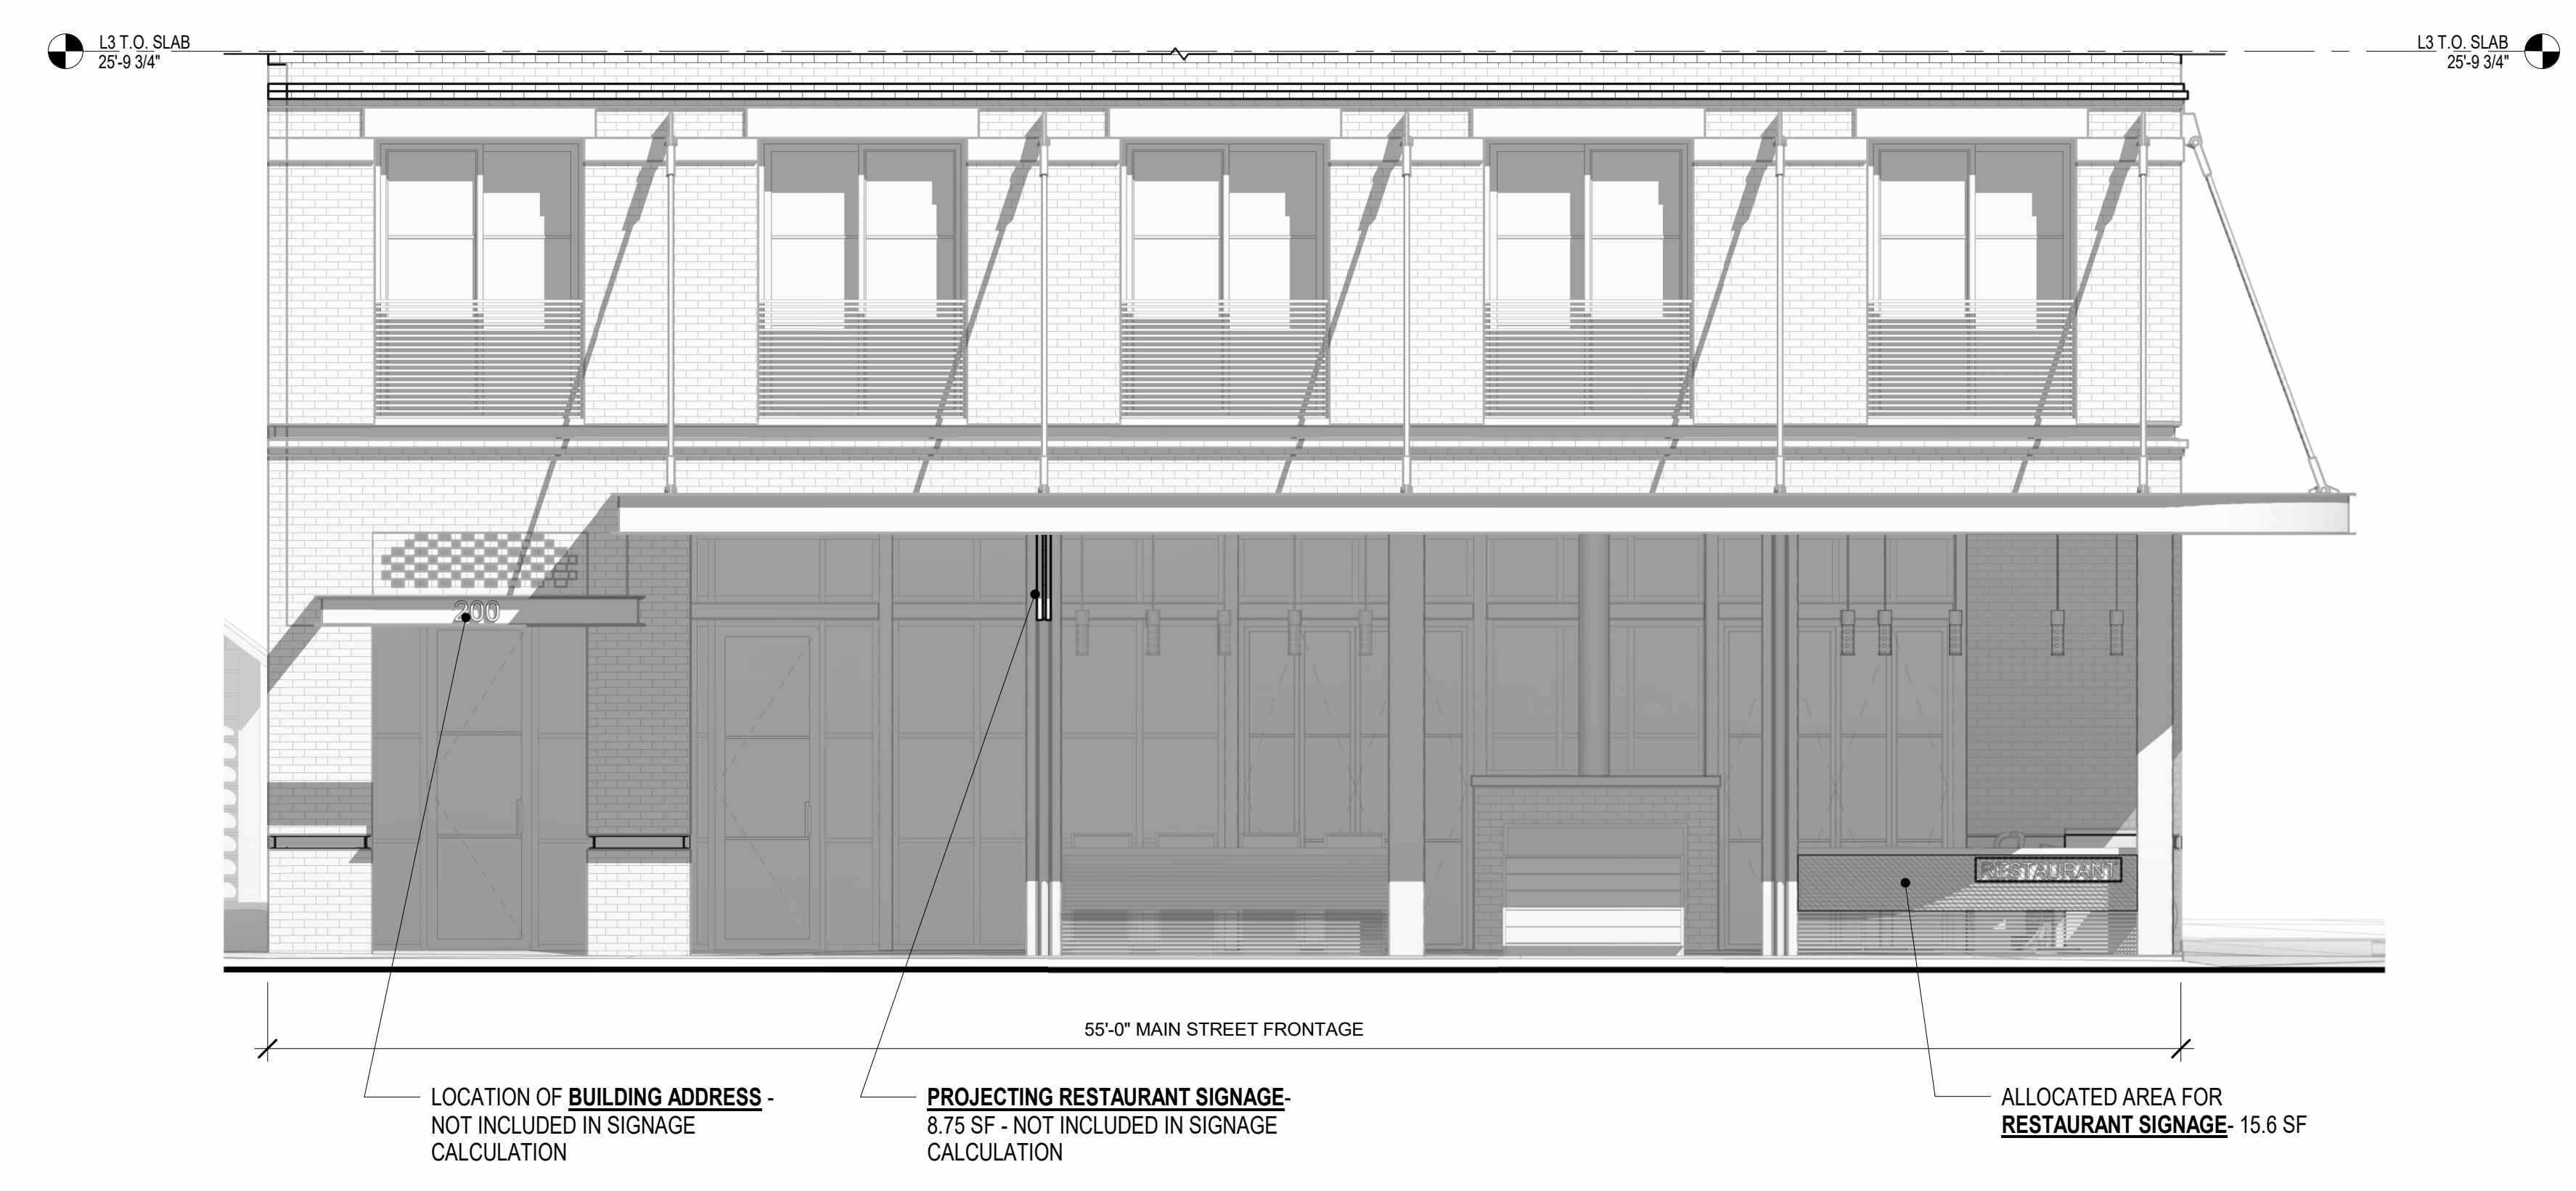 L3 T.O. SLAB
25'-9 3/4"
L3 T.O. SLAB
25'-9 3/4"
200
RESTAURANT
55'-0" MAIN STREET FRONTAGE
LOCATION OF BUILDING ADDRESS -
NOT INCLUDED IN SIGNAGE
CALCULATION
PROJECTING RESTAURANT SIGNAGE-
8.75 SF - NOT INCLUDED IN SIGNAGE
CALCULATION
ALLOCATED AREA FOR
RESTAURANT SIGNAGE- 15.6 SF